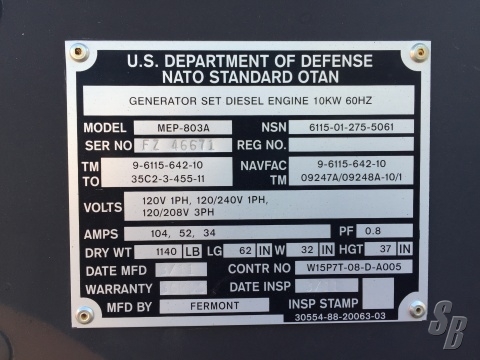 U.S. DEPARTMENT OF DEFENSE
NATO STANDARD OTAN
GENERATOR SET DIESEL ENGINE 10KW 60HZ
MODEL MEP-803A NSN 6115-01-275-5061
SER NO FZ 46671 REG NO.
TM 9-6115-642-10 NAVFAC 9-6115-642-10
TO 35C2-3-455-11 TM 09247A/09248A-10/1
VOLTS 120V 1PH, 120/240V 1PH,
120/208V 3PH
AMPS 104, 52, 34 PF 0.8
DRY WT 1140 LB LG 62 IN W 32 IN HGT 37 IN
DATE MFD CONTR NO W15P7T-08-D-A005
WARRANTY DATE INSP
MFD BY FERMONT INSP STAMP
30554-88-20063-03
SB